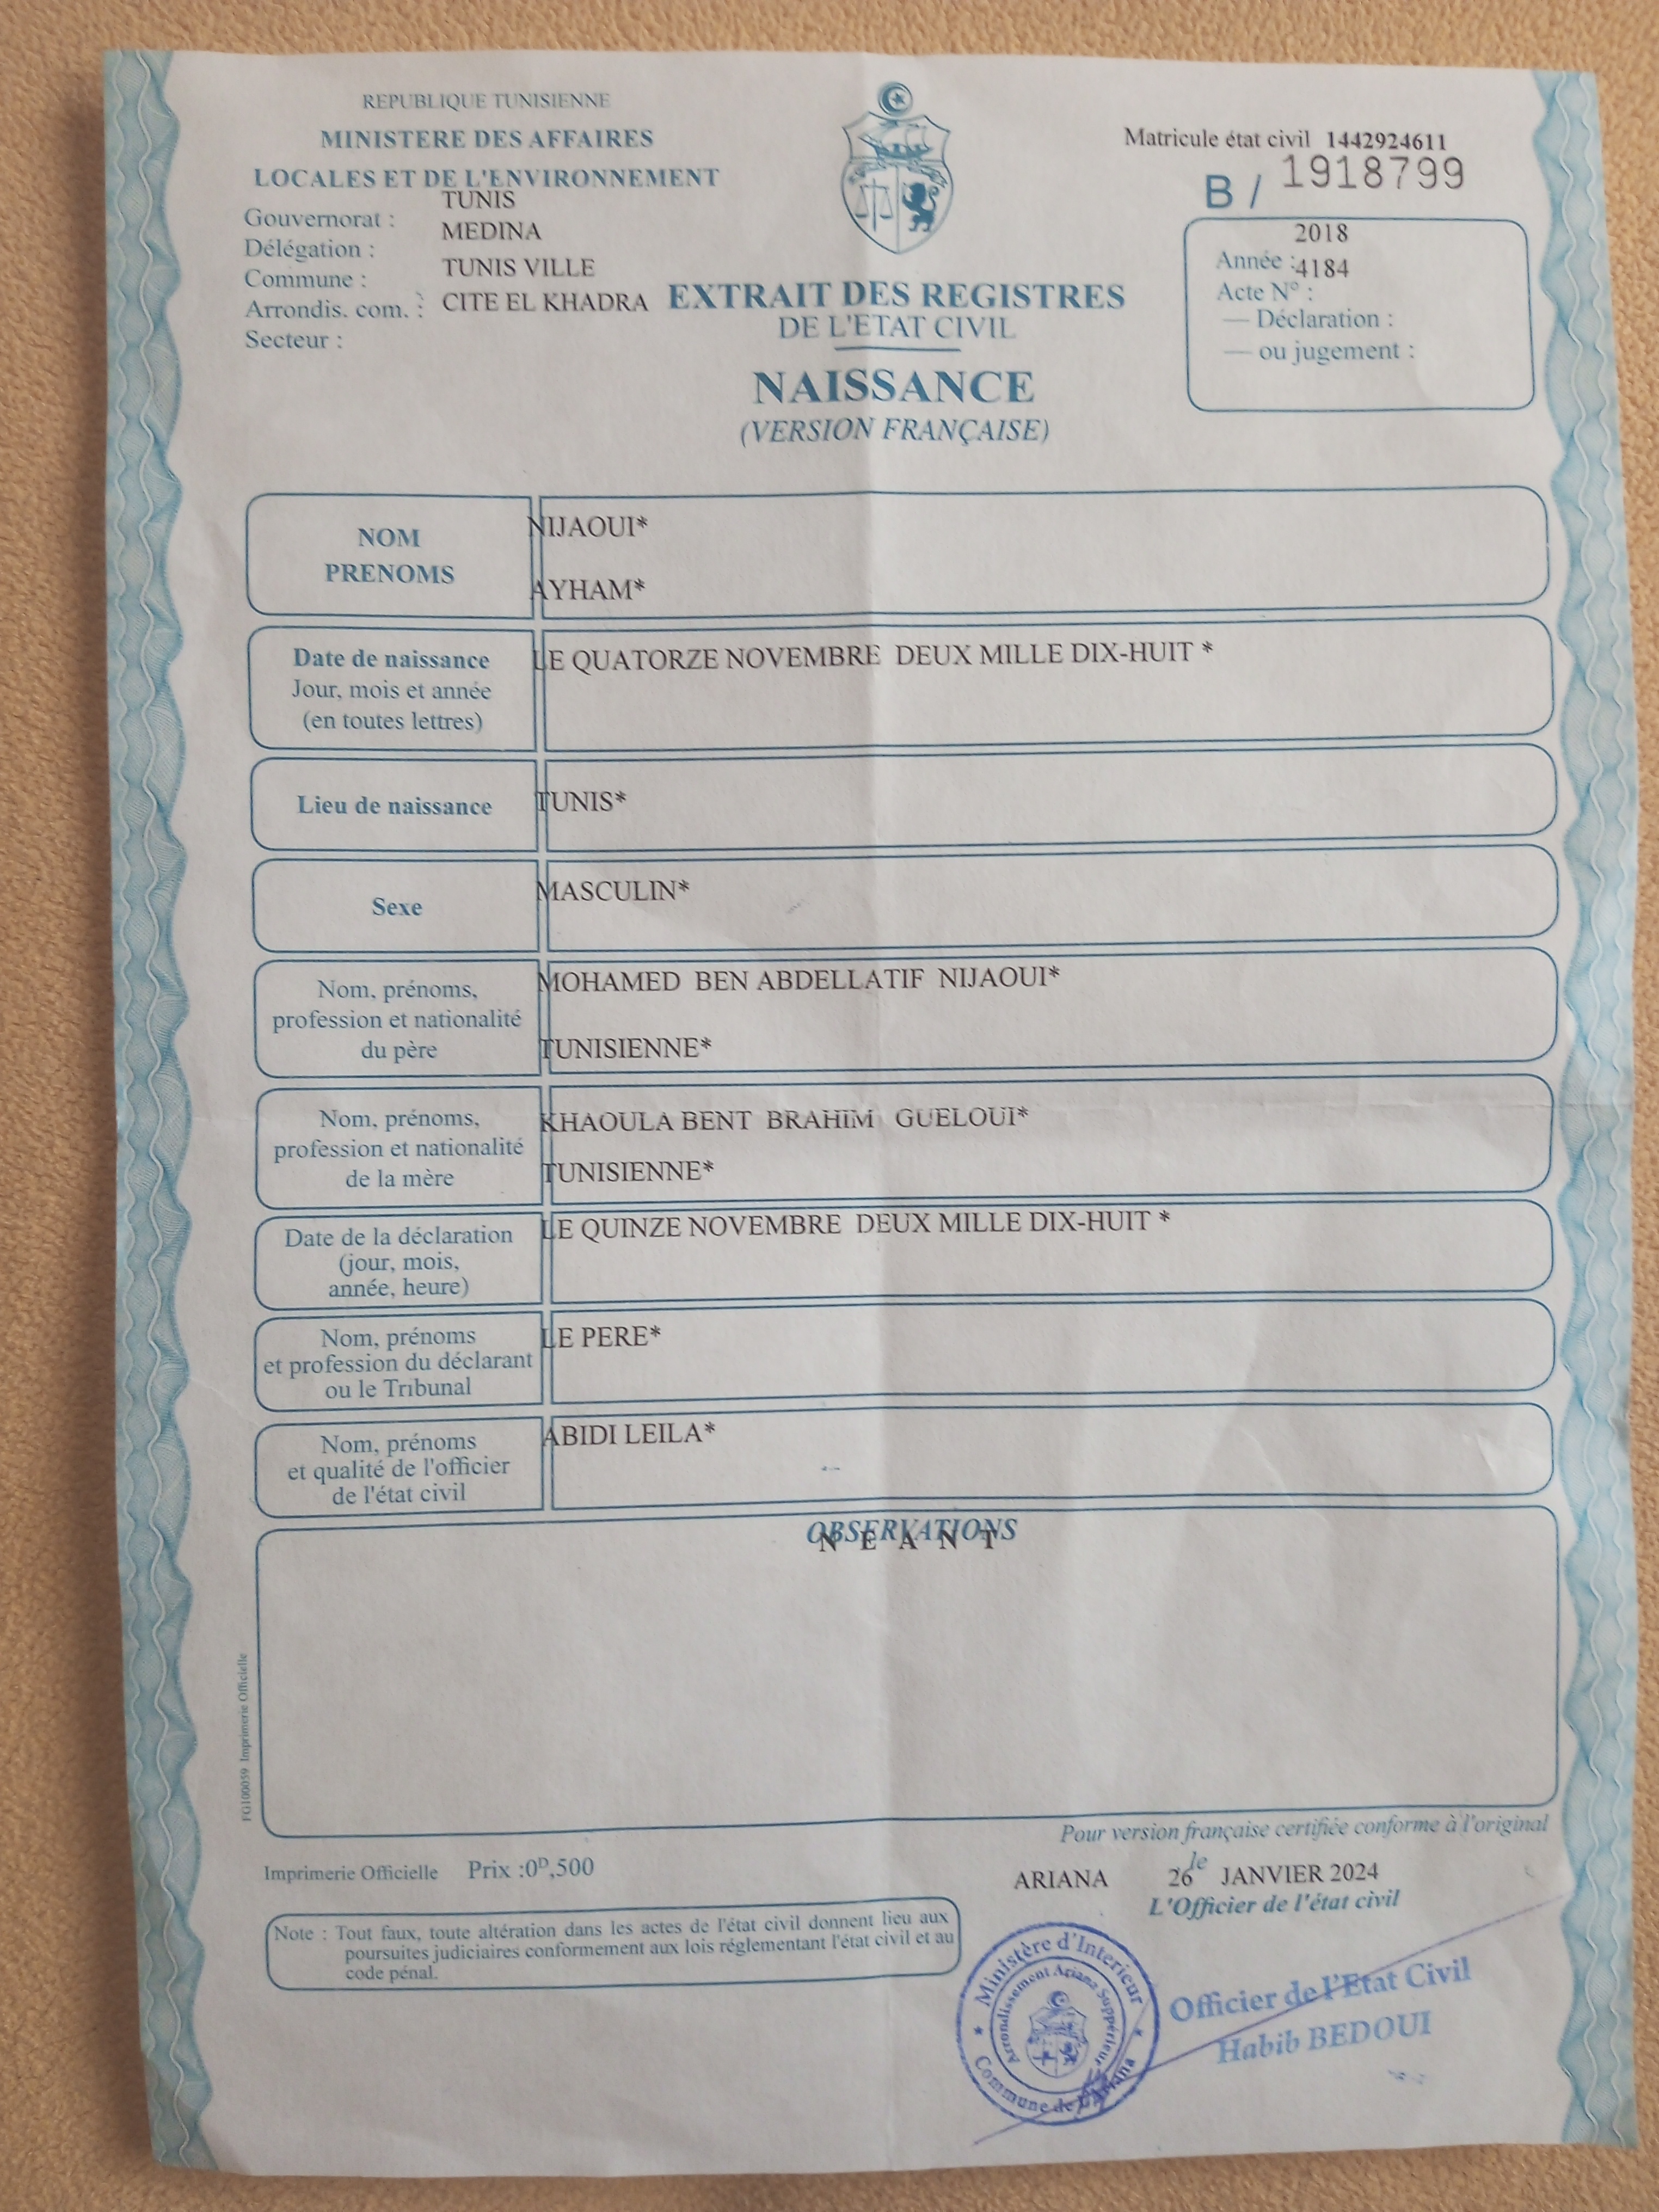 REPUBLIQUE TUNISIENNE
MINISTERE DES AFFAIRES
LOCALES ET DE L'ENVIRONNEMENT
Gouvernorat : TUNIS
Délégation : MEDINA
Commune : TUNIS VILLE
Arrondis. com. : CITE EL KHADRA
Secteur :
Matricule état civil 1442924611
B / 1918799
2018
Année :
4184
Acte N° :
— Déclaration :
— ou jugement :
EXTRAIT DES REGISTRES
DE L'ETAT CIVIL
NAISSANCE
(VERSION FRANÇAISE)
NOM NIJAOUI*
PRENOMS AYHAM*
Date de naissance LE QUATORZE NOVEMBRE DEUX MILLE DIX-HUIT *
Jour, mois et année
(en toutes lettres)
Lieu de naissance TUNIS*
Sexe MASCULIN*
Nom, prénoms, MOHAMED BEN ABDELLATIF NIJAOUI*
profession et nationalité
du père TUNISIENNE*
Nom, prénoms, KHAOULA BENT BRAHIM GUELOUI*
profession et nationalité
de la mère TUNISIENNE*
Date de la déclaration LE QUINZE NOVEMBRE DEUX MILLE DIX-HUIT *
(jour, mois,
année, heure)
Nom, prénoms LE PERE*
et profession du déclarant
ou le Tribunal
Nom, prénoms ABIDI LEILA*
et qualité de l'officier
de l'état civil
OBSERVATIONS
N E A N T
FG100059 Imprimerie Officielle
Pour version française certifiée conforme à l'original
Imprimerie Officielle Prix :0ᴰ,500
ARIANA le 26 JANVIER 2024
L'Officier de l'état civil
Note : Tout faux, toute altération dans les actes de l'état civil donnent lieu aux
poursuites judiciaires conformement aux lois réglementant l'état civil et au
code pénal.
Ministère d'Interieur
Arrondissement Ariana Suppérieur
Commune de l'Ariana
Officier de l'Etat Civil
Habib BEDOUI